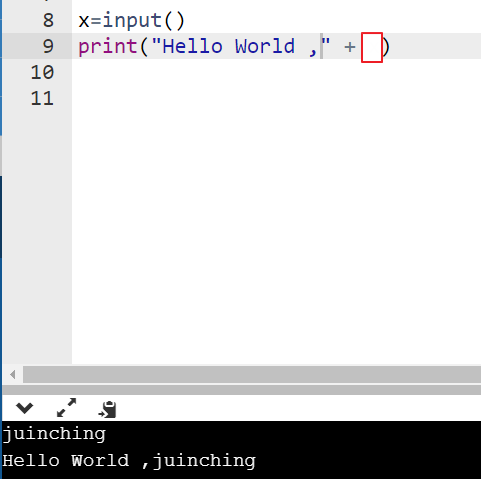 8 x=input()
9 print("Hello World ," + )
10
11
juinching
Hello World ,juinching